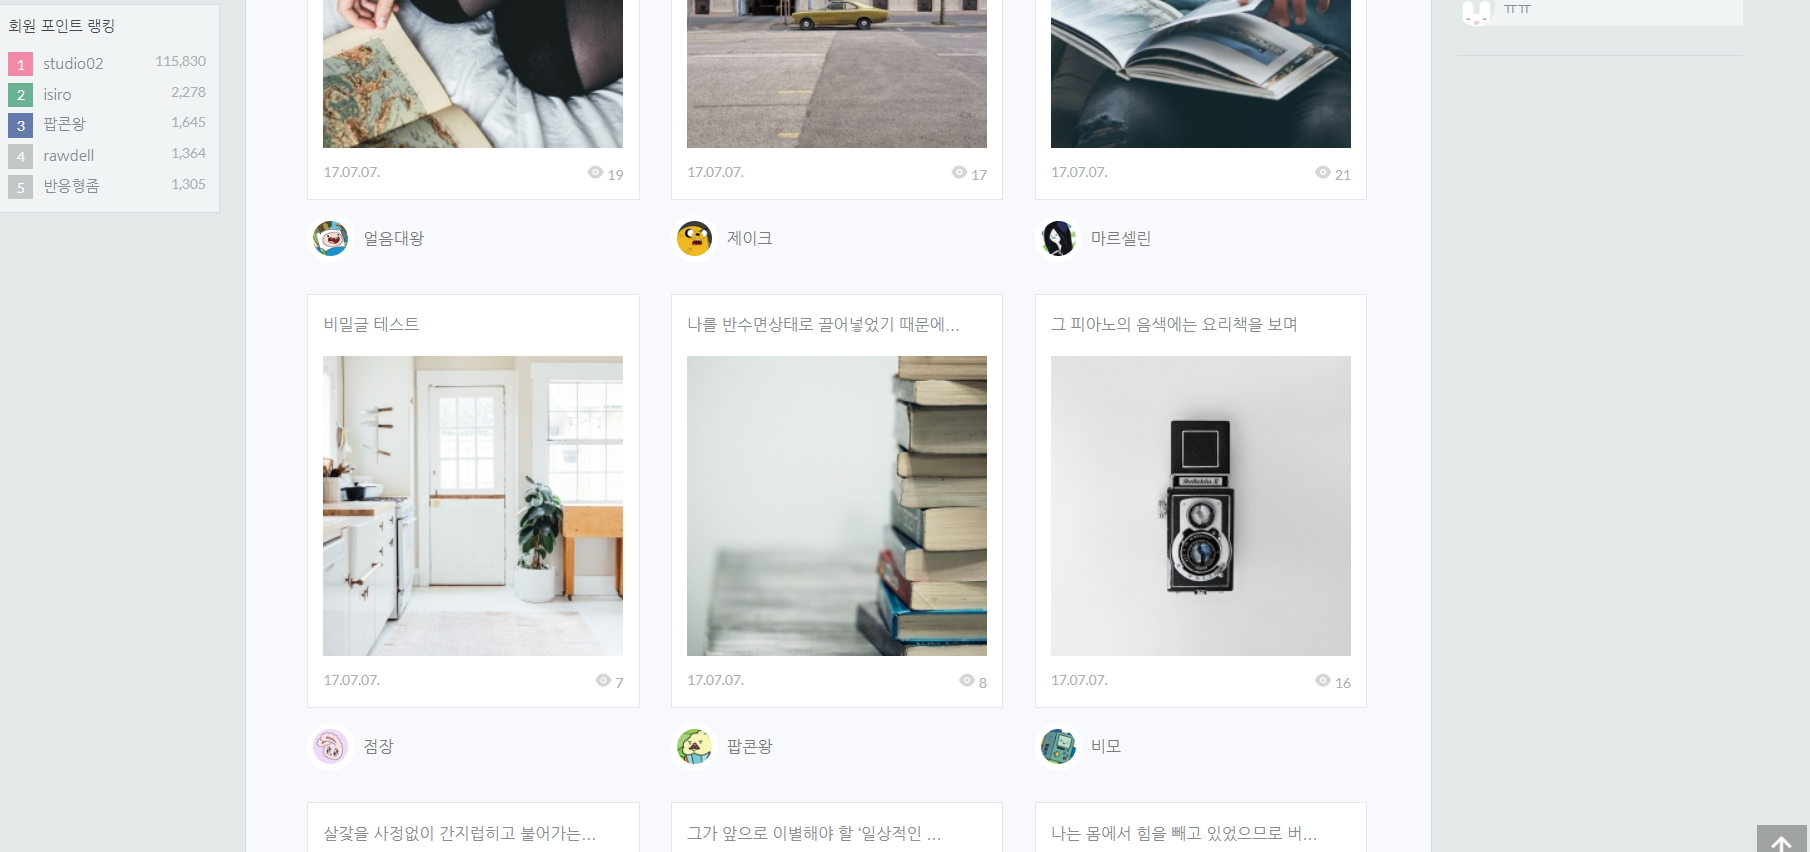 회원 포인트 랭킹
1 studio02 115,830
2 isiro 2,278
3 팝콘왕 1,645
4 rawdell 1,364
5 반응형좀 1,305
ㅠㅠ
17.07.07. 19
17.07.07. 17
17.07.07. 21
얼음대왕
제이크
마르셀린
비밀글 테스트
나를 반수면상태로 끌어넣었기 때문에...
그 피아노의 음색에는 요리책을 보며
17.07.07. 7
17.07.07. 8
17.07.07. 16
점장
팝콘왕
비모
살갗을 사정없이 간지럽히고 불어가는...
그가 앞으로 이별해야 할 ‘일상적인 ...
나는 몸에서 힘을 빼고 있었으므로 버...